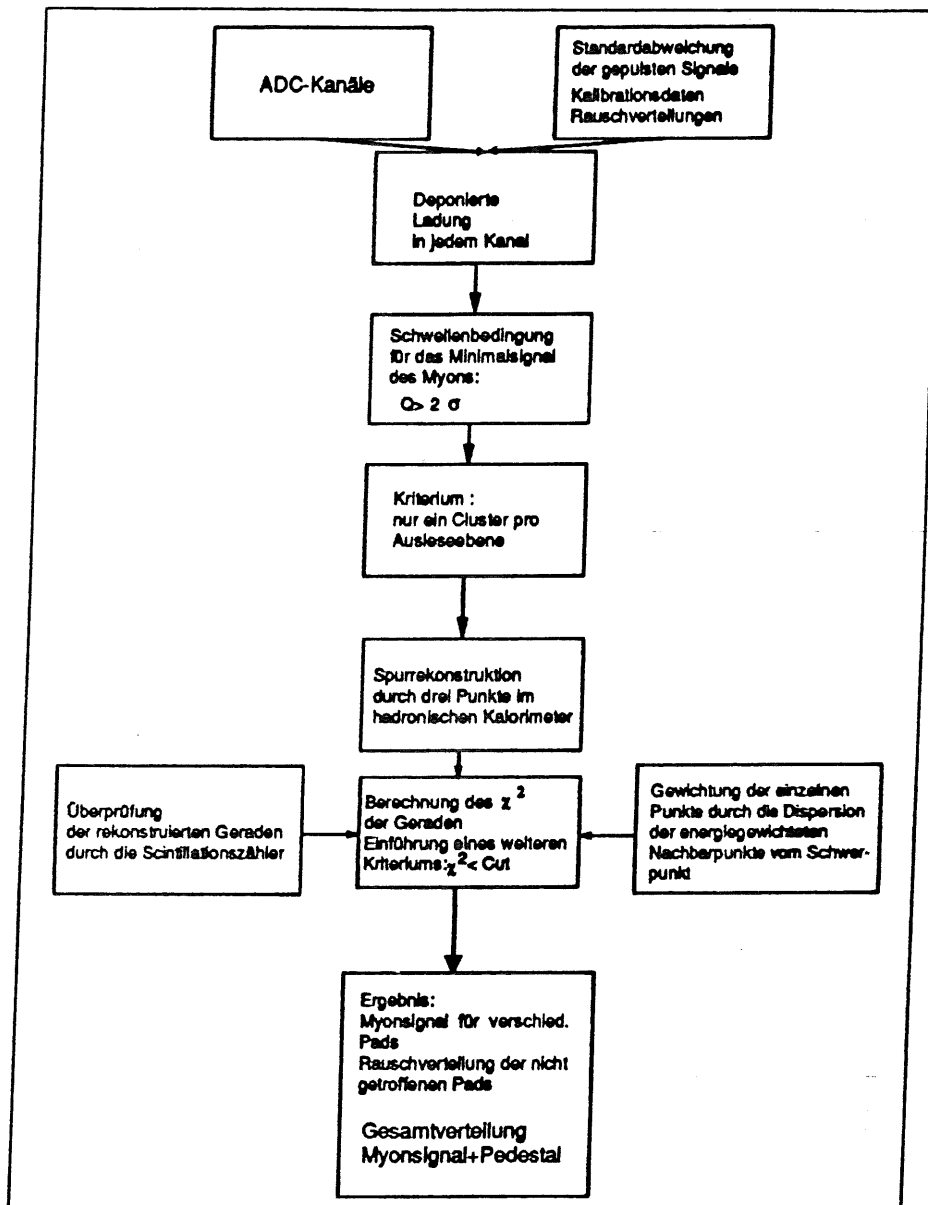 ADC-Kanäle
Standardabweichung
der gepulsten Signale
Kalibrationsdaten
Rauschverteilungen
Deponierte
Ladung
in jedem Kanal
Schwellenbedingung
für das Minimalsignal
des Myons:
Q> 2 σ
Kriterium :
nur ein Cluster pro
Ausleseebene
Spurrekonstruktion
durch drei Punkte im
hadronischen Kalorimeter
Überprüfung
der rekonstruierten Geraden
durch die Scintillationszähler
Berechnung des χ²
der Geraden
Einführung eines weiteren
Kriteriums:χ²< Cut
Gewichtung der einzelnen
Punkte durch die Dispersion
der energiegewichteten
Nachbarpunkte vom Schwer-
punkt
Ergebnis:
Myonsignal für verschied.
Pads
Rauschverteilung der nicht
getroffenen Pads
Gesamtverteilung
Myonsignal+Pedestal